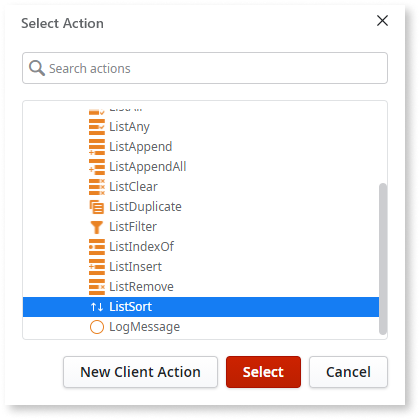 Select Action
Search actions
ListAll
ListAny
ListAppend
ListAppendAll
ListClear
ListDuplicate
ListFilter
ListIndexOf
ListInsert
ListRemove
ListSort
LogMessage
New Client Action
Select
Cancel